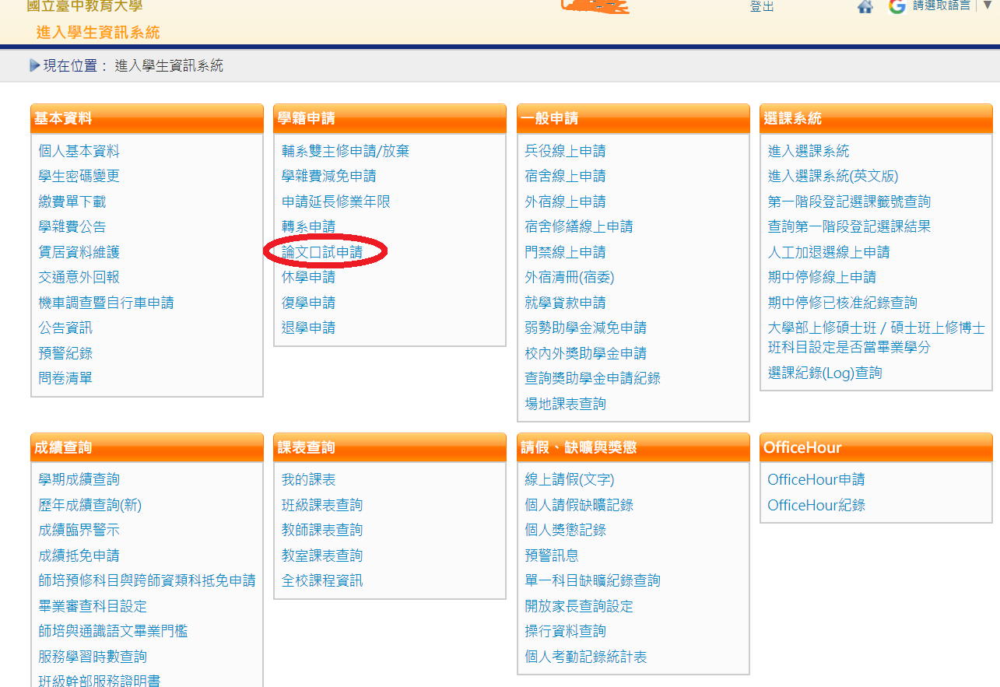 國立臺中教育大學
登出
請選取語言 ▼
進入學生資訊系統
現在位置： 進入學生資訊系統
基本資料
個人基本資料
學生密碼變更
繳費單下載
學雜費公告
賃居資料維護
交通意外回報
機車調查暨自行車申請
公告資訊
預警紀錄
問卷清單
學籍申請
輔系雙主修申請/放棄
學雜費減免申請
申請延長修業年限
轉系申請
論文口試申請
休學申請
復學申請
退學申請
一般申請
兵役線上申請
宿舍線上申請
外宿線上申請
宿舍修繕線上申請
門禁線上申請
外宿清冊(宿委)
就學貸款申請
弱勢助學金減免申請
校內外獎助學金申請
查詢獎助學金申請紀錄
場地課表查詢
選課系統
進入選課系統
進入選課系統(英文版)
第一階段登記選課籤號查詢
查詢第一階段登記選課結果
人工加退選線上申請
期中停修線上申請
期中停修已核准紀錄查詢
大學部上修碩士班 / 碩士班上修博士
班科目設定是否當畢業學分
選課紀錄(Log)查詢
成績查詢
學期成績查詢
歷年成績查詢(新)
成績臨界警示
成績抵免申請
師培預修科目與跨師資類科抵免申請
畢業審查科目設定
師培與通識語文畢業門檻
服務學習時數查詢
班級幹部服務證明書
課表查詢
我的課表
班級課表查詢
教師課表查詢
教室課表查詢
全校課程資訊
請假、缺曠與獎懲
線上請假(文字)
個人請假缺曠記錄
個人獎懲記錄
預警訊息
單一科目缺曠紀錄查詢
開放家長查詢設定
操行資料查詢
個人考勤記錄統計表
OfficeHour
OfficeHour申請
OfficeHour紀錄